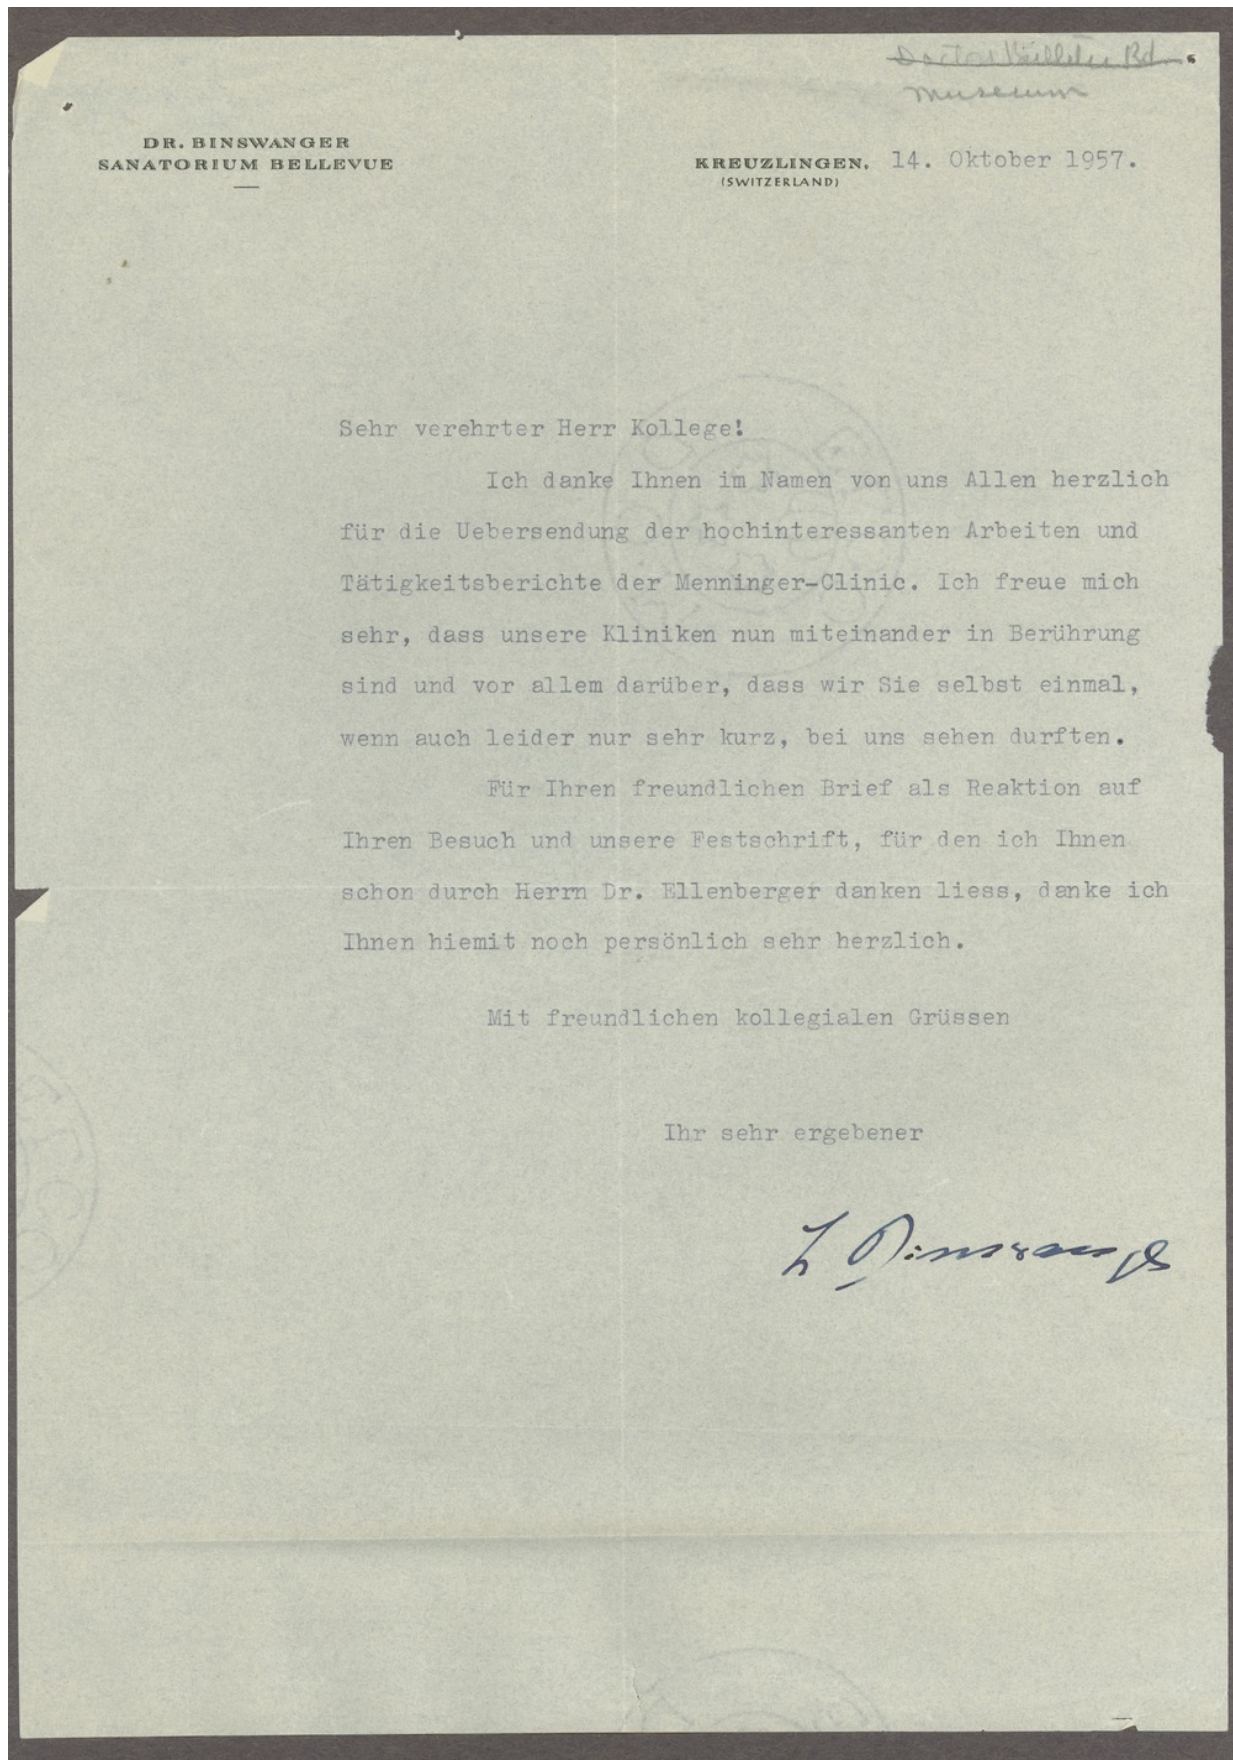 Doctors Bulletin Bd.
Museum
DR. BINSWANGER
SANATORIUM BELLEVUE
KREUZLINGEN, 14. Oktober 1957.
(SWITZERLAND)
Sehr verehrter Herr Kollege!
Ich danke Ihnen im Namen von uns Allen herzlich
für die Uebersendung der hochinteressanten Arbeiten und
Tätigkeitsberichte der Menninger-Clinic. Ich freue mich
sehr, dass unsere Kliniken nun miteinander in Berührung
sind und vor allem darüber, dass wir Sie selbst einmal,
wenn auch leider nur sehr kurz, bei uns sehen durften.
Für Ihren freundlichen Brief als Reaktion auf
Ihren Besuch und unsere Festschrift, für den ich Ihnen
schon durch Herrn Dr. Ellenberger danken liess, danke ich
Ihnen hiemit noch persönlich sehr herzlich.
Mit freundlichen kollegialen Grüssen
Ihr sehr ergebener
L Binswanger